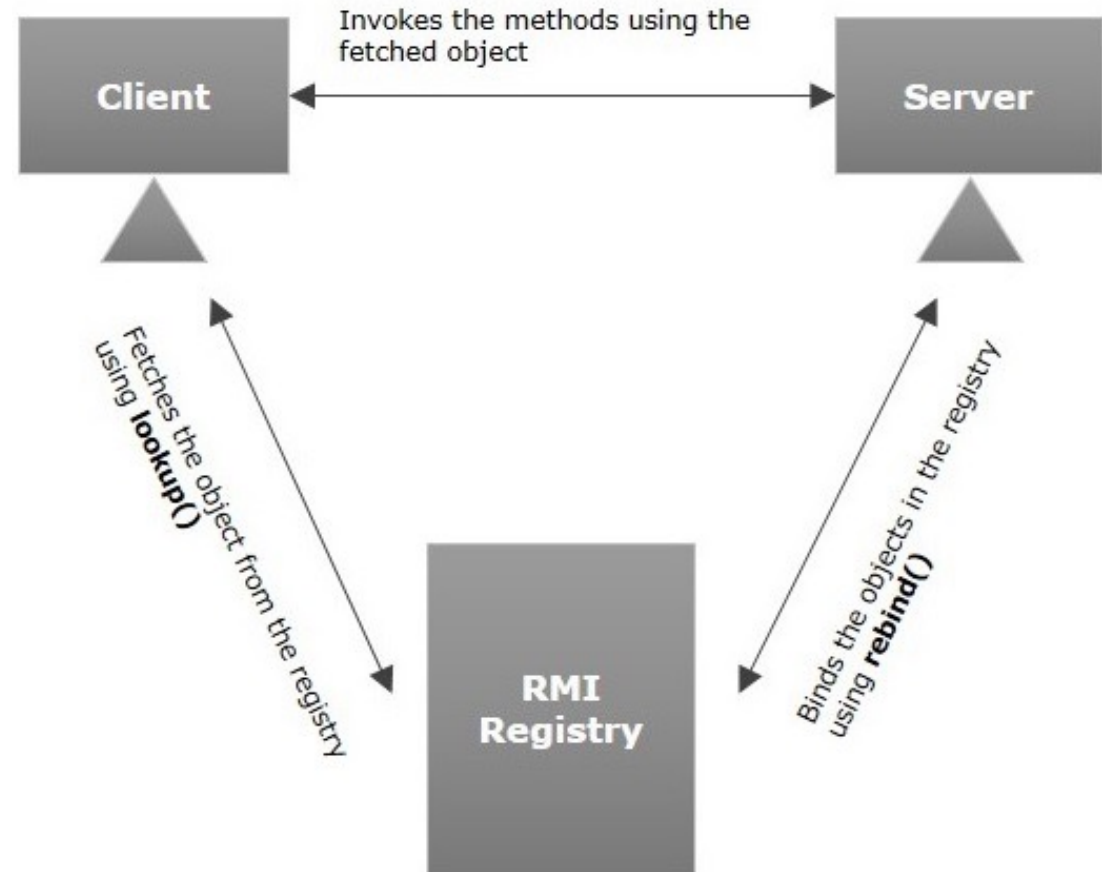 Invokes the methods using the
fetched object
Client
Server
Fetches the object from the registry
using lookup()
Binds the objects in the registry
using rebind()
RMI
Registry